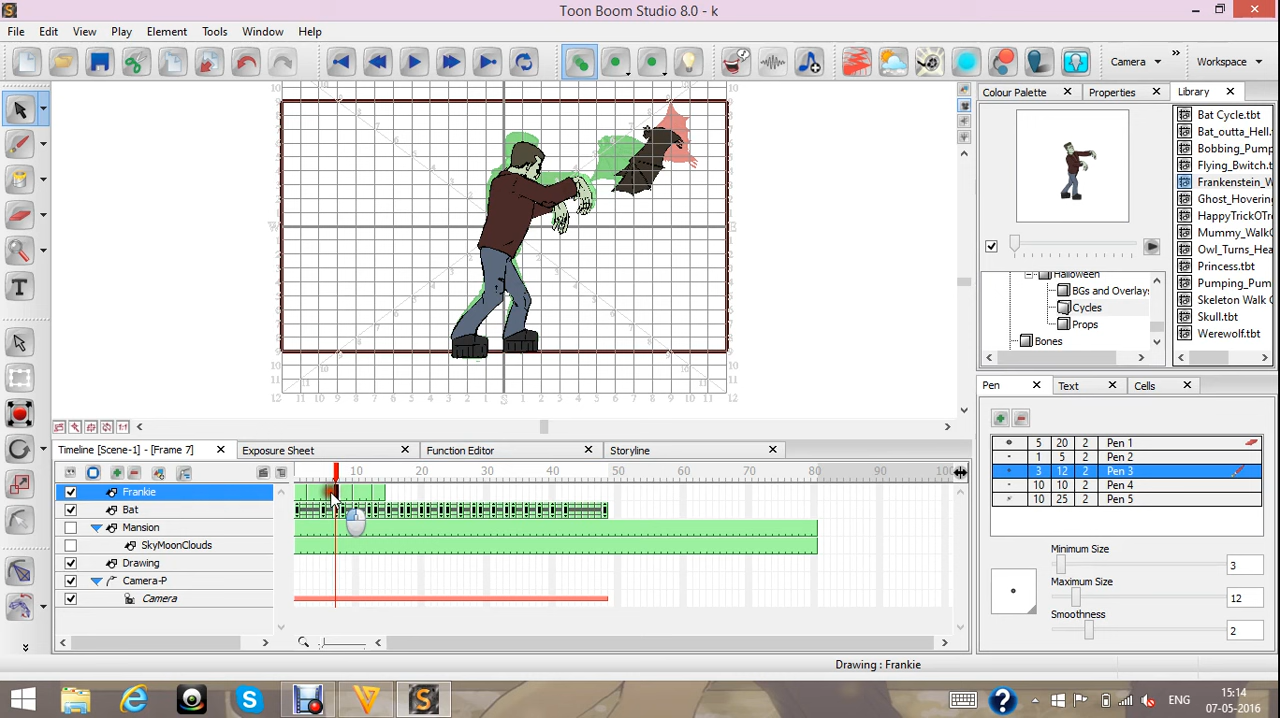 Toon Boom Studio 8.0 - k
File Edit View Play Element Tools Window Help
Camera Workspace
Colour Palette Properties Library
Bat Cycle.tbt
Bat_outta_Hell.
Bobbing_Pump
Flying_Bwitch.t
Frankenstein_W
Ghost_Hovering
HappyTrickOTre
Mummy_WalkC
Owl_Turns_Hea
Princess.tbt
Pumping_Pum
Skeleton Walk C
Skull.tbt
Werewolf.tbt
Halloween
BGs and Overlay
Cycles
Props
Bones
Pen Text Cells
5 20 2 Pen 1
1 5 2 Pen 2
3 12 2 Pen 3
10 10 2 Pen 4
10 25 2 Pen 5
Minimum Size
3
Maximum Size
12
Smoothness
2
Timeline [Scene-1] - [Frame 7] Exposure Sheet Function Editor Storyline
10 20 30 40 50 60 70 80 90 100
Frankie
Bat
Mansion
SkyMoonClouds
Drawing
Camera-P
Camera
Drawing : Frankie
ENG
15:14
07-05-2016